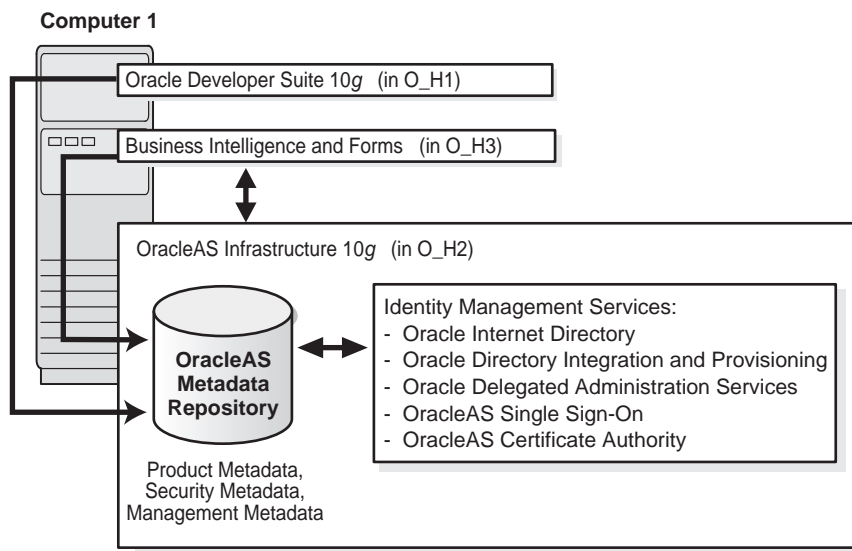 Computer 1
Oracle Developer Suite 10g (in O_H1)
Business Intelligence and Forms (in O_H3)
OracleAS Infrastructure 10g (in O_H2)
OracleAS
Metadata
Repository
Product Metadata,
Security Metadata,
Management Metadata
Identity Management Services:
- Oracle Internet Directory
- Oracle Directory Integration and Provisioning
- Oracle Delegated Administration Services
- OracleAS Single Sign-On
- OracleAS Certificate Authority